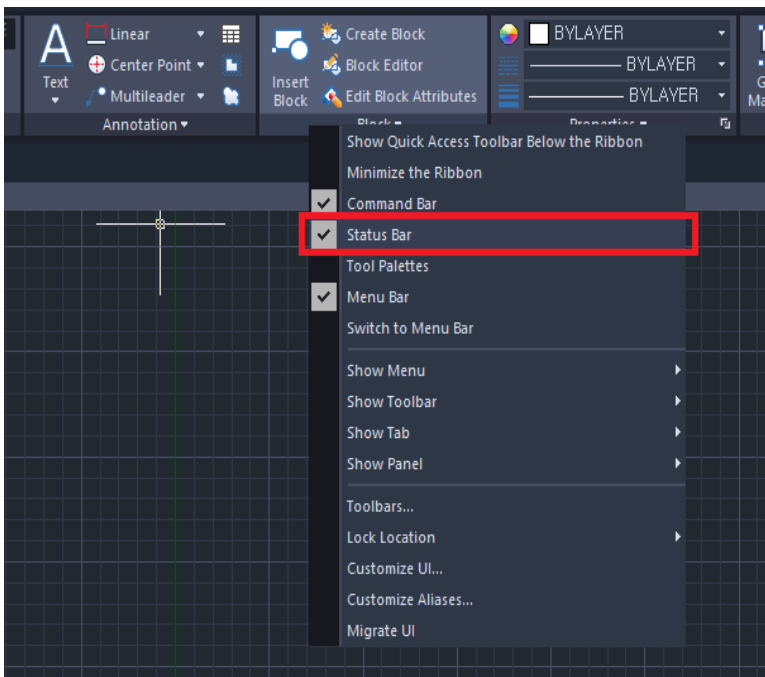 Linear
Center Point
Multileader
Text
Annotation
Insert
Block
Create Block
Block Editor
Edit Block Attributes
Block
BYLAYER
BYLAYER
BYLAYER
Properties
Show Quick Access Toolbar Below the Ribbon
Minimize the Ribbon
Command Bar
Status Bar
Tool Palettes
Menu Bar
Switch to Menu Bar
Show Menu
Show Toolbar
Show Tab
Show Panel
Toolbars...
Lock Location
Customize UI...
Customize Aliases...
Migrate UI